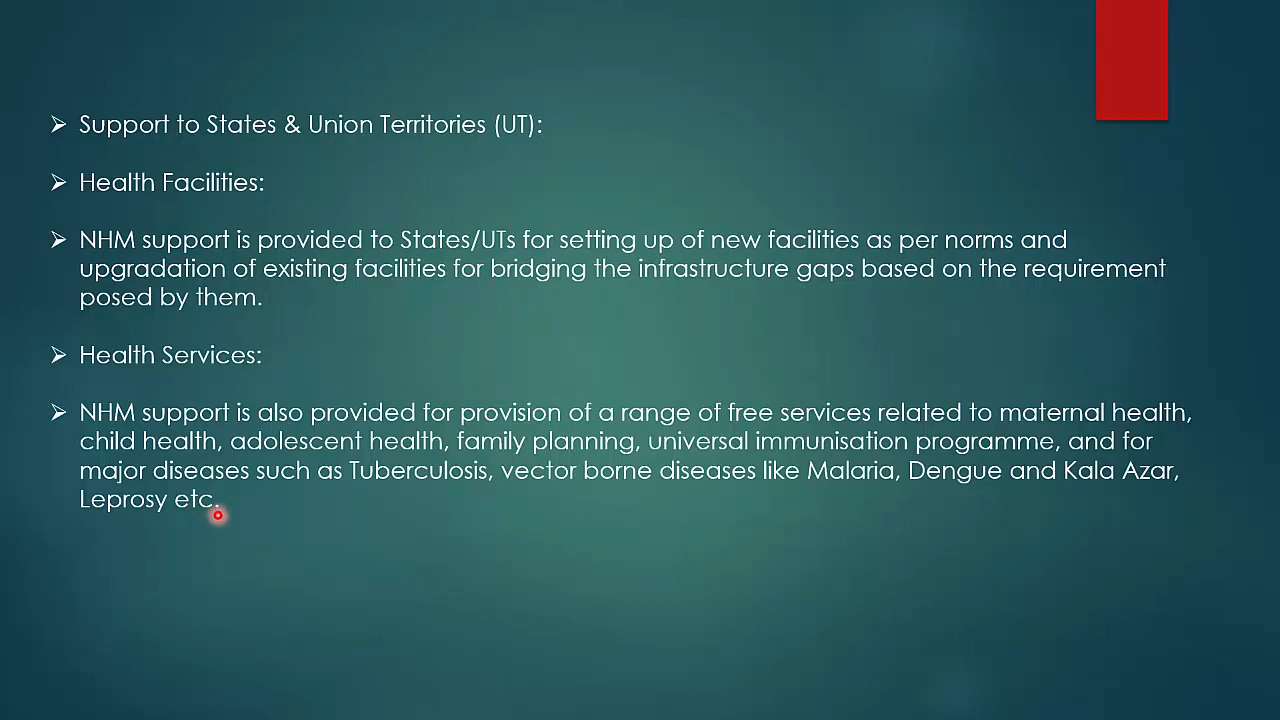 ➢ Support to States & Union Territories (UT):
➢ Health Facilities:
➢ NHM support is provided to States/UTs for setting up of new facilities as per norms and
upgradation of existing facilities for bridging the infrastructure gaps based on the requirement
posed by them.
➢ Health Services:
➢ NHM support is also provided for provision of a range of free services related to maternal health,
child health, adolescent health, family planning, universal immunisation programme, and for
major diseases such as Tuberculosis, vector borne diseases like Malaria, Dengue and Kala Azar,
Leprosy etc.